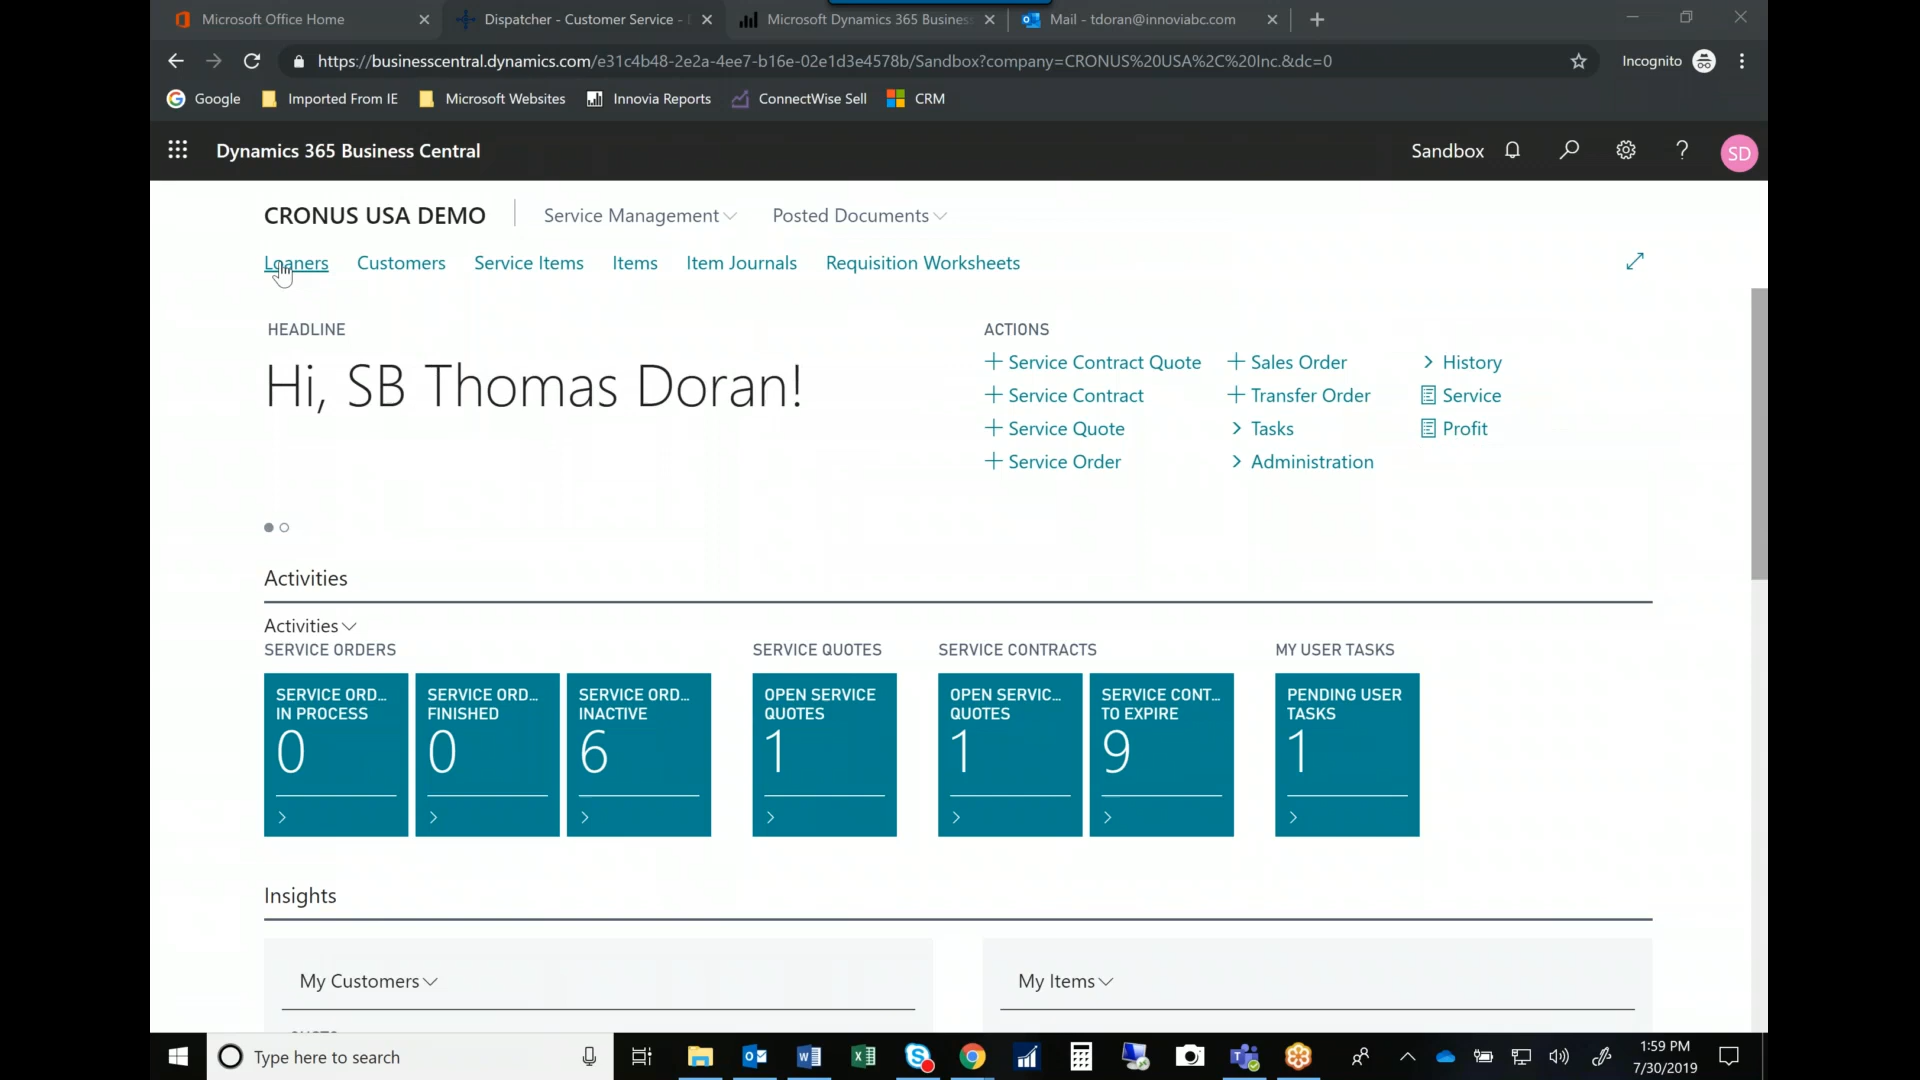 Microsoft Office Home
Dispatcher - Customer Service -
Microsoft Dynamics 365 Business
Mail - tdoran@innoviabc.com
https://businesscentral.dynamics.com/e31c4b48-2e2a-4ee7-b16e-02e1d3e4578b/Sandbox?company=CRONUS%20USA%2C%20Inc.&dc=0
Incognito
Google
Imported From IE
Microsoft Websites
Innovia Reports
ConnectWise Sell
CRM
Dynamics 365 Business Central
Sandbox
?
SD
CRONUS USA DEMO
Service Management
Posted Documents
Loaners
Customers
Service Items
Items
Item Journals
Requisition Worksheets
HEADLINE
Hi, SB Thomas Doran!
ACTIONS
Service Contract Quote
Service Contract
Service Quote
Service Order
Sales Order
Transfer Order
Tasks
Administration
History
Service
Profit
Activities
Activities
SERVICE ORDERS
SERVICE ORD...
IN PROCESS
0
SERVICE ORD...
FINISHED
0
SERVICE ORD...
INACTIVE
6
SERVICE QUOTES
OPEN SERVICE
QUOTES
1
SERVICE CONTRACTS
OPEN SERVIC...
QUOTES
1
SERVICE CONT...
TO EXPIRE
9
MY USER TASKS
PENDING USER
TASKS
1
Insights
My Customers
My Items
Type here to search
1:59 PM
7/30/2019